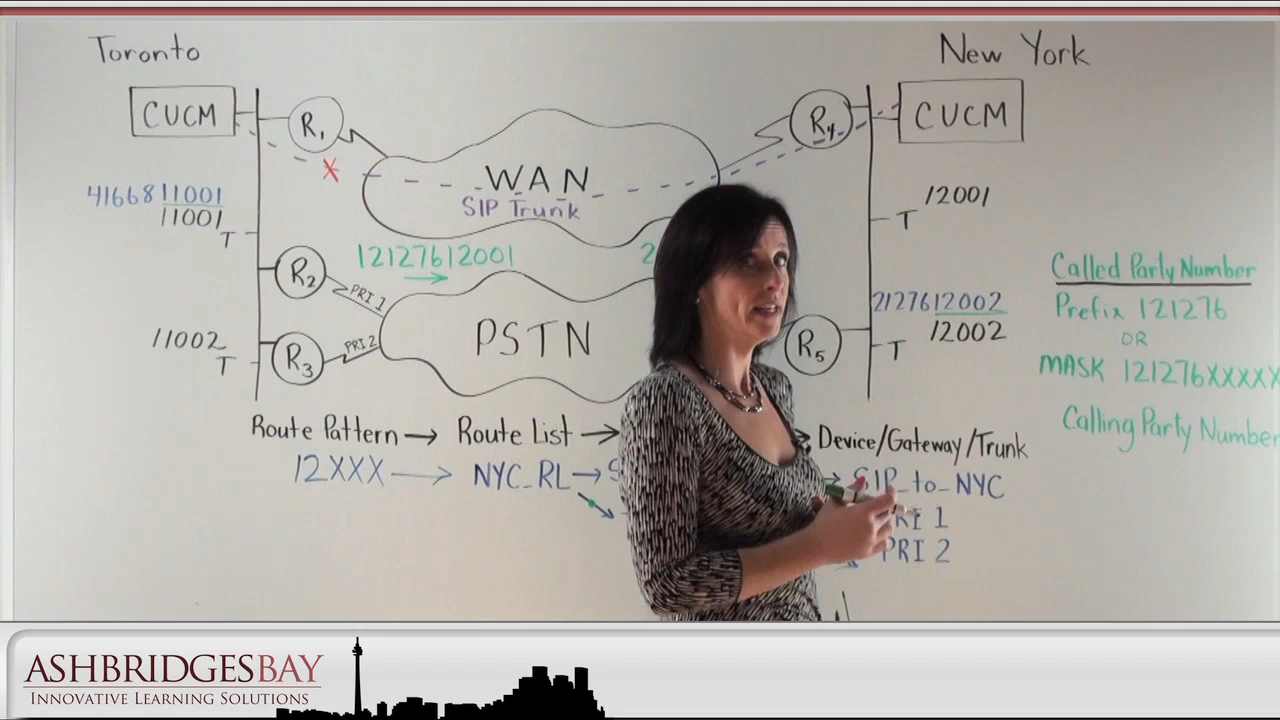 Toronto
New York
CUCM
R1
R4
CUCM
WAN
SIP Trunk
4166811001
11001
T
12001
T
12127612001
R2
PRI 1
PSTN
11002
T
R3
PRI 2
R5
2127612002
12002
T
Called Party Number
Prefix 121276
OR
MASK 121276XXXXX
Calling Party Number
Route Pattern → Route List → Device/Gateway/Trunk
12XXX → NYC_RL → SIP_to_NYC
PRI 1
PRI 2
ASHBRIDGESBAY
INNOVATIVE LEARNING SOLUTIONS